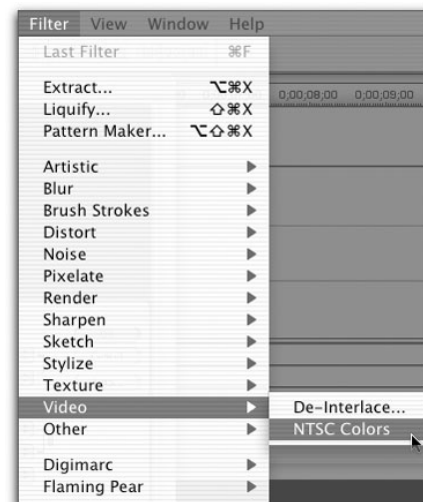 Filter View Window Help
Last Filter ⌘F
Extract... ⌥⌘X
Liquify... ⇧⌘X
Pattern Maker... ⌥⇧⌘X
0;00;08;00 0;00;09;00
Artistic
Blur
Brush Strokes
Distort
Noise
Pixelate
Render
Sharpen
Sketch
Stylize
Texture
Video
De-Interlace...
Other
NTSC Colors
Digimarc
Flaming Pear